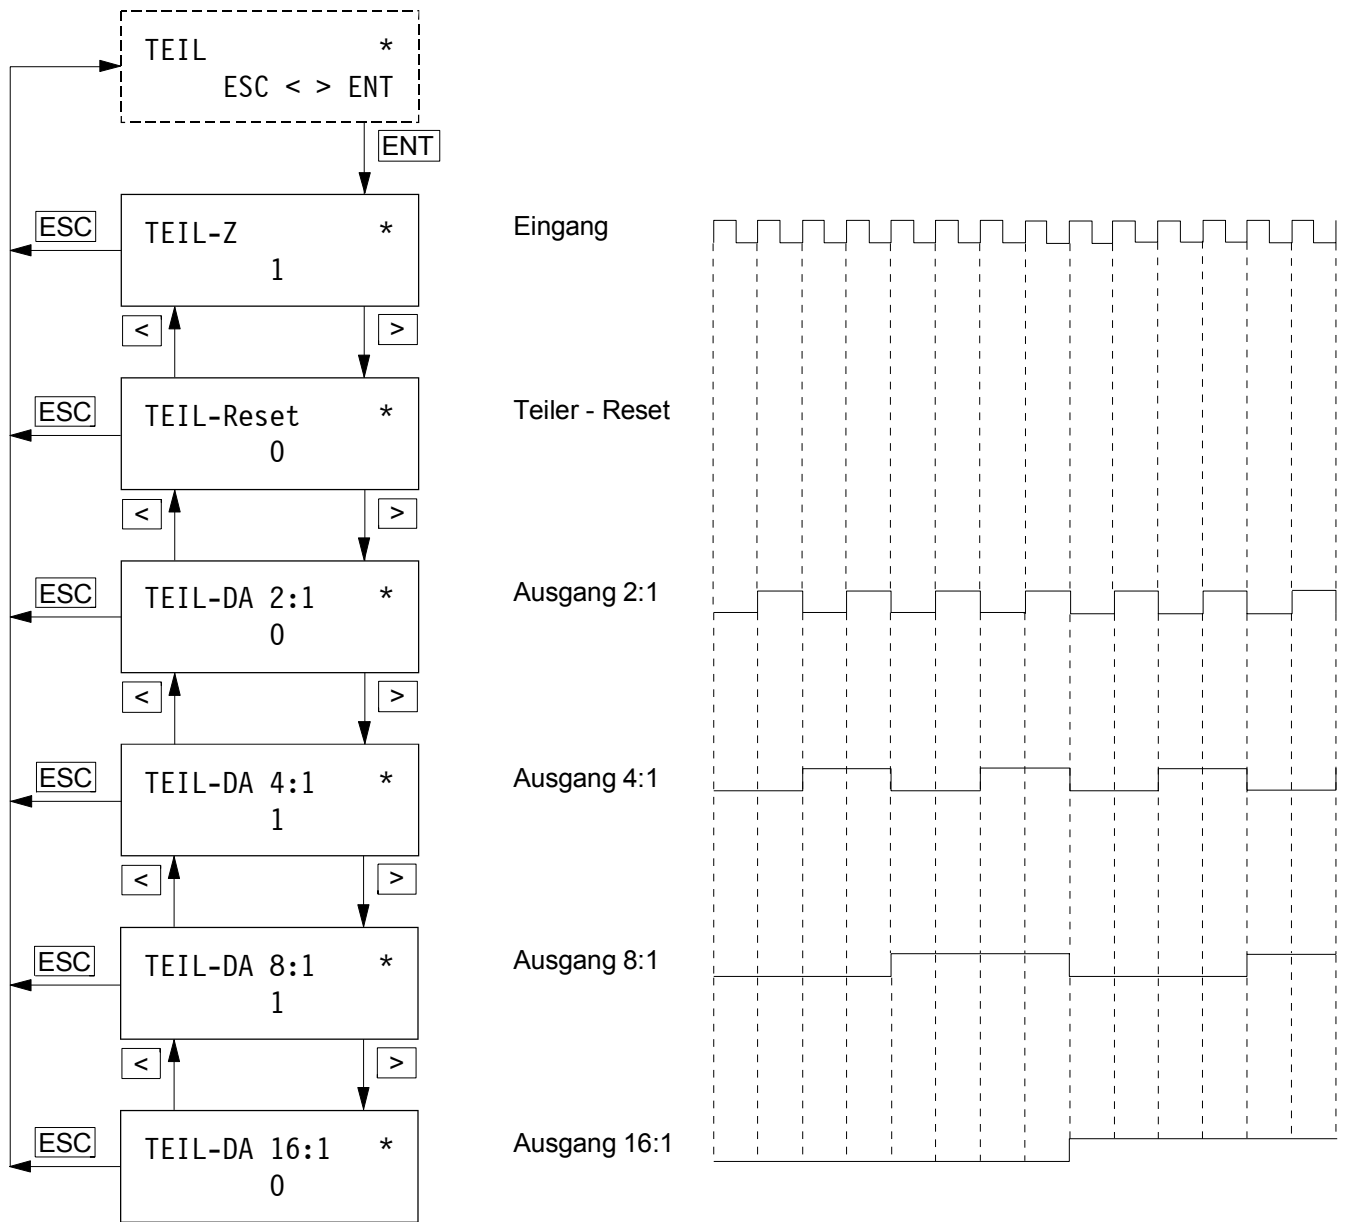 TEIL *
ESC < > ENT
ENT
ESC
TEIL-Z *
1
Eingang
<
>
ESC
TEIL-Reset *
0
Teiler - Reset
<
>
ESC
TEIL-DA 2:1 *
0
Ausgang 2:1
<
>
ESC
TEIL-DA 4:1 *
1
Ausgang 4:1
<
>
ESC
TEIL-DA 8:1 *
1
Ausgang 8:1
<
>
ESC
TEIL-DA 16:1 *
0
Ausgang 16:1